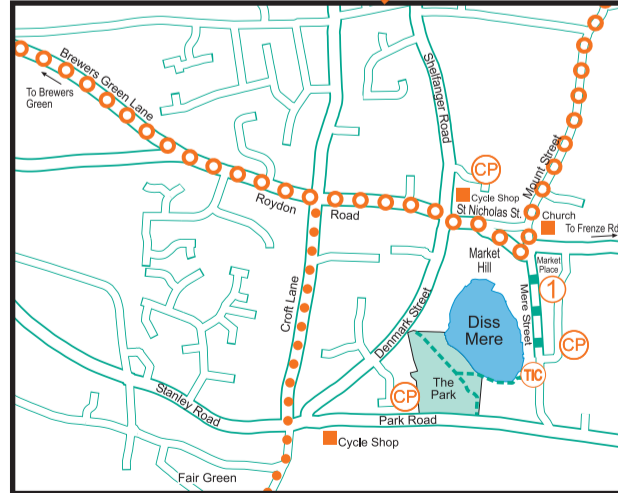 Brewers Green Lane
To Brewers
Green
Shelfanger Road
CP
Mount Street
Cycle Shop
St Nicholas St.
Church
To Frenze Rd
Roydon
Road
Market
Hill
Market
Place
1
Mere Street
Croft Lane
Denmark Street
Diss
Mere
CP
TIC
The
Park
CP
Stanley Road
Park Road
Cycle Shop
Fair Green